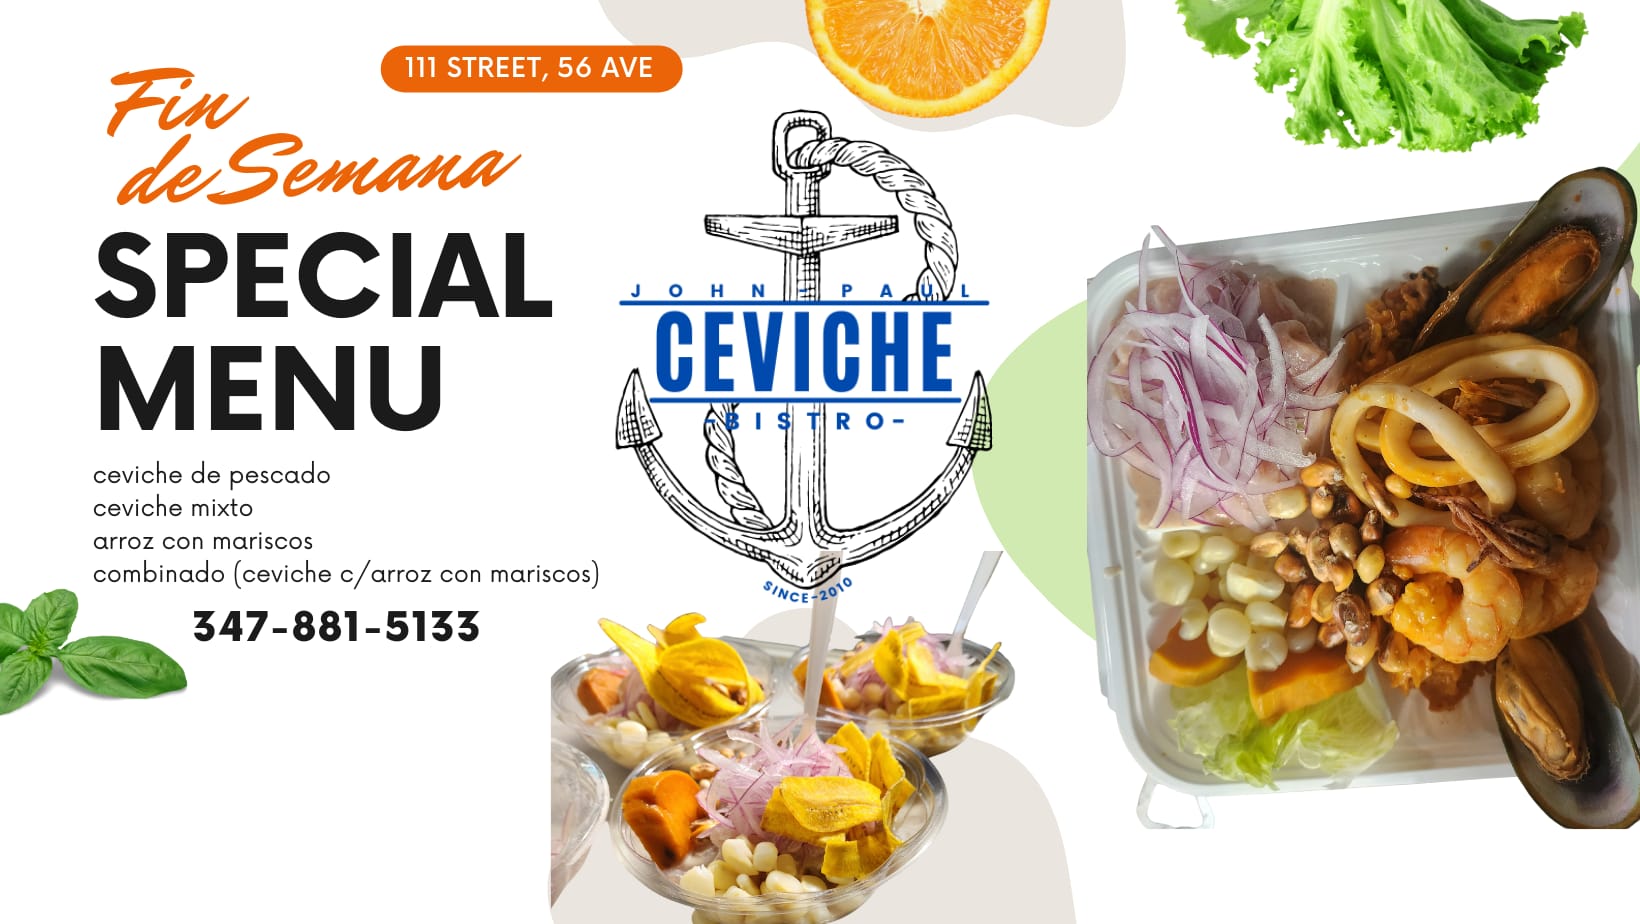 111 STREET, 56 AVE
Fin
de Semana
SPECIAL
MENU
ceviche de pescado
ceviche mixto
arroz con mariscos
combinado (ceviche c/arroz con mariscos)
347-881-5133
JOHN-PAUL
CEVICHE
-BISTRO-
SINCE-2010